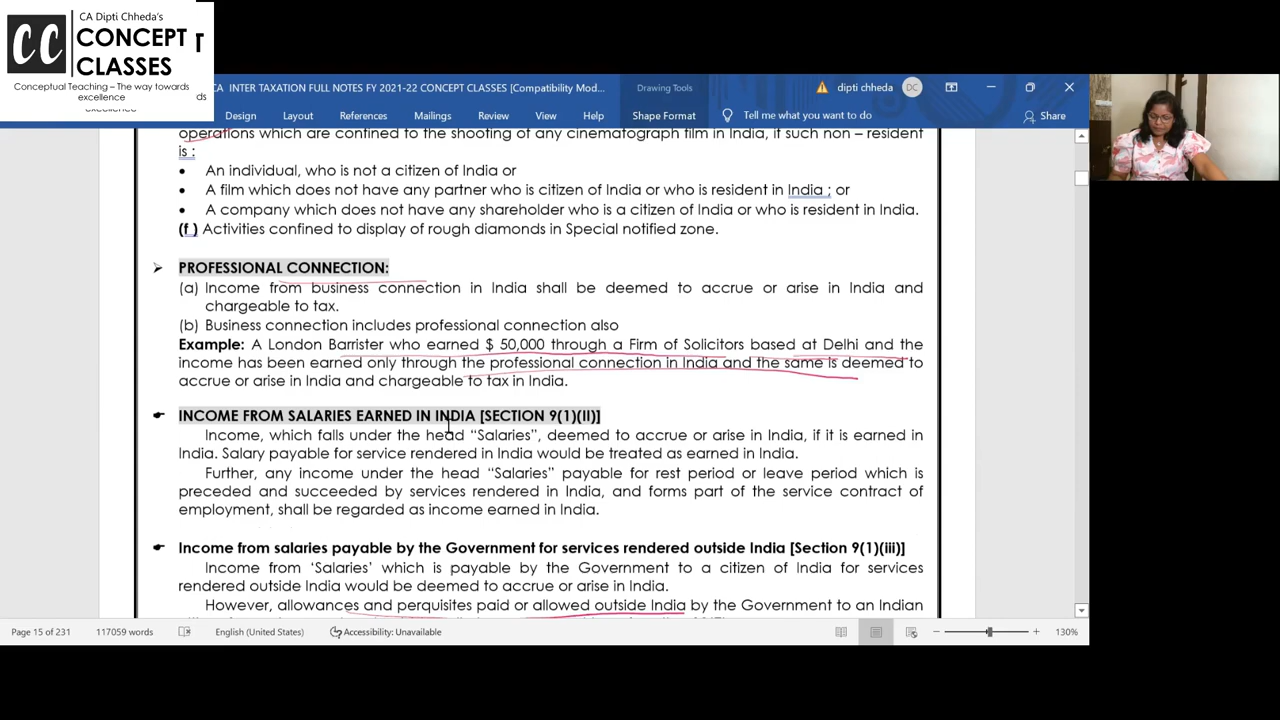 CA Dipti Chheda's
CONCEPT
CLASSES
Conceptual Teaching – The way towards
excellence
ds
CC
INTER TAXATION FULL NOTES FY 2021-22 CONCEPT CLASSES [Compatibility Mod...
Drawing Tools
dipti chheda
DC
Design
Layout
References
Mailings
Review
View
Help
Shape Format
Tell me what you want to do
Share
operations which are confined to the shooting of any cinematograph film in India, if such non – resident
is :
• An individual, who is not a citizen of India or
• A film which does not have any partner who is citizen of India or who is resident in India ; or
• A company which does not have any shareholder who is a citizen of India or who is resident in India.
(f ) Activities confined to display of rough diamonds in Special notified zone.
➢ PROFESSIONAL CONNECTION:
(a) Income from business connection in India shall be deemed to accrue or arise in India and
chargeable to tax.
(b) Business connection includes professional connection also
Example: A London Barrister who earned $ 50,000 through a Firm of Solicitors based at Delhi and the
income has been earned only through the professional connection in India and the same is deemed to
accrue or arise in India and chargeable to tax in India.
INCOME FROM SALARIES EARNED IN INDIA [SECTION 9(1)(II)]
Income, which falls under the head “Salaries”, deemed to accrue or arise in India, if it is earned in
India. Salary payable for service rendered in India would be treated as earned in India.
Further, any income under the head “Salaries” payable for rest period or leave period which is
preceded and succeeded by services rendered in India, and forms part of the service contract of
employment, shall be regarded as income earned in India.
Income from salaries payable by the Government for services rendered outside India [Section 9(1)(iii)]
Income from ‘Salaries’ which is payable by the Government to a citizen of India for services
rendered outside India would be deemed to accrue or arise in India.
However, allowances and perquisites paid or allowed outside India by the Government to an Indian
Page 15 of 231
117059 words
English (United States)
Accessibility: Unavailable
130%